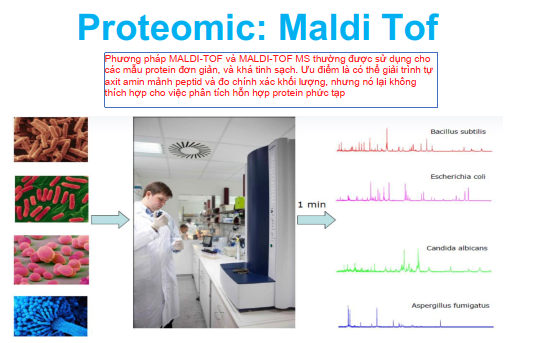 Proteomic: Maldi Tof
Phương pháp MALDI-TOF và MALDI-TOF MS thường được sử dụng cho
các mẫu protein đơn giản, và khá tinh sạch. Ưu điểm là có thể giải trình tự
axit amin mảnh peptid và đo chính xác khối lượng, nhưng nó lại không
thích hợp cho việc phân tích hỗn hợp protein phức tạp
Bacillus subtilis
Escherichia coli
1 min
Candida albicans
Aspergillus fumigatus